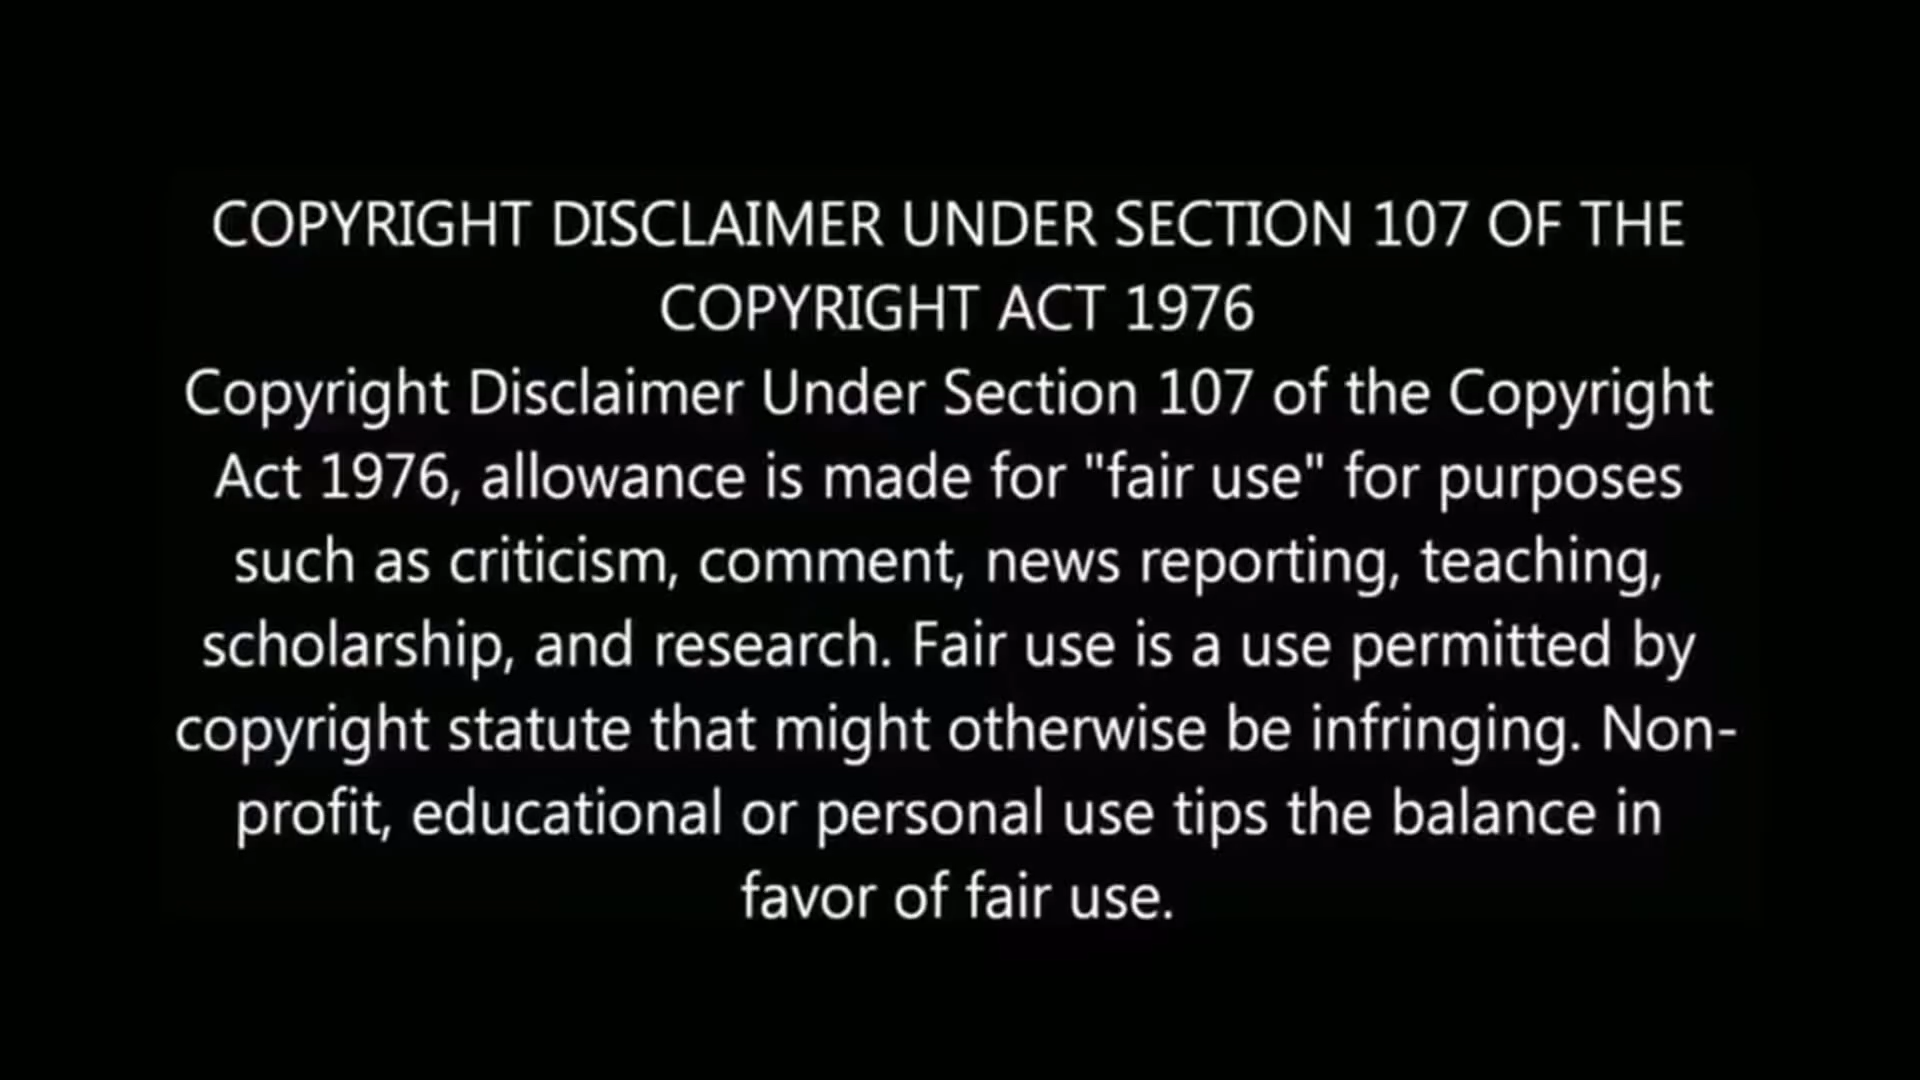 COPYRIGHT DISCLAIMER UNDER SECTION 107 OF THE
COPYRIGHT ACT 1976
Copyright Disclaimer Under Section 107 of the Copyright
Act 1976, allowance is made for "fair use" for purposes
such as criticism, comment, news reporting, teaching,
scholarship, and research. Fair use is a use permitted by
copyright statute that might otherwise be infringing. Non-
profit, educational or personal use tips the balance in
favor of fair use.